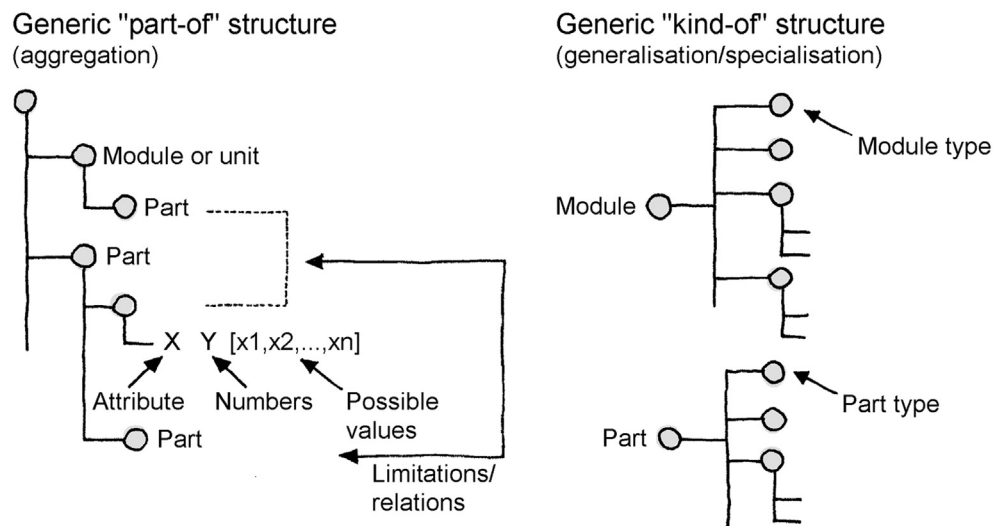 Generic "part-of" structure
(aggregation)
Module or unit
Part
Part
X Y [x1,x2,...,xn]
Attribute Numbers Possible
values
Part
Limitations/
relations
Generic "kind-of" structure
(generalisation/specialisation)
Module type
Module
Part type
Part